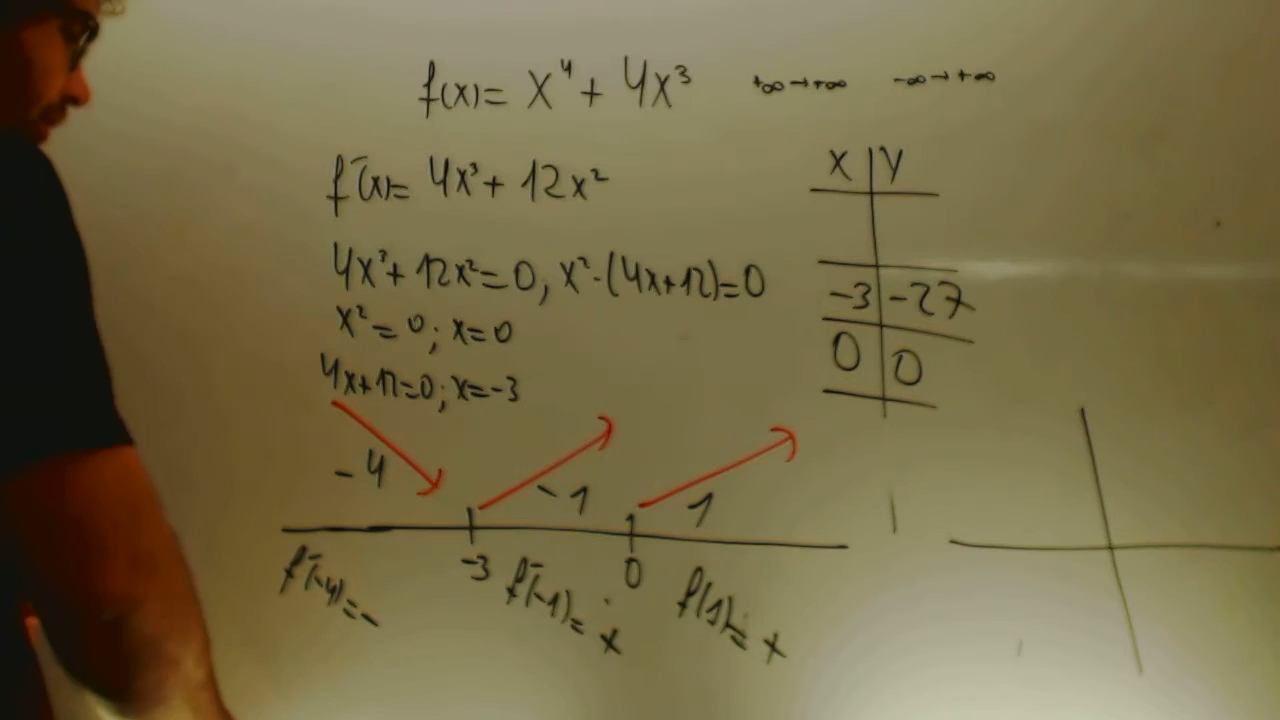 f(x)= x⁴ + 4x³ +∞→+∞ -∞→+∞
f'(x)= 4x³ + 12x²
4x³+ 12x²=0, x²·(4x+12)=0
x²=0; x=0
4x+12=0; x=-3
x y
-3 -27
0 0
-4 -1 1
-3 0
f'(-4)=- f'(-1)=+ f'(1)=+